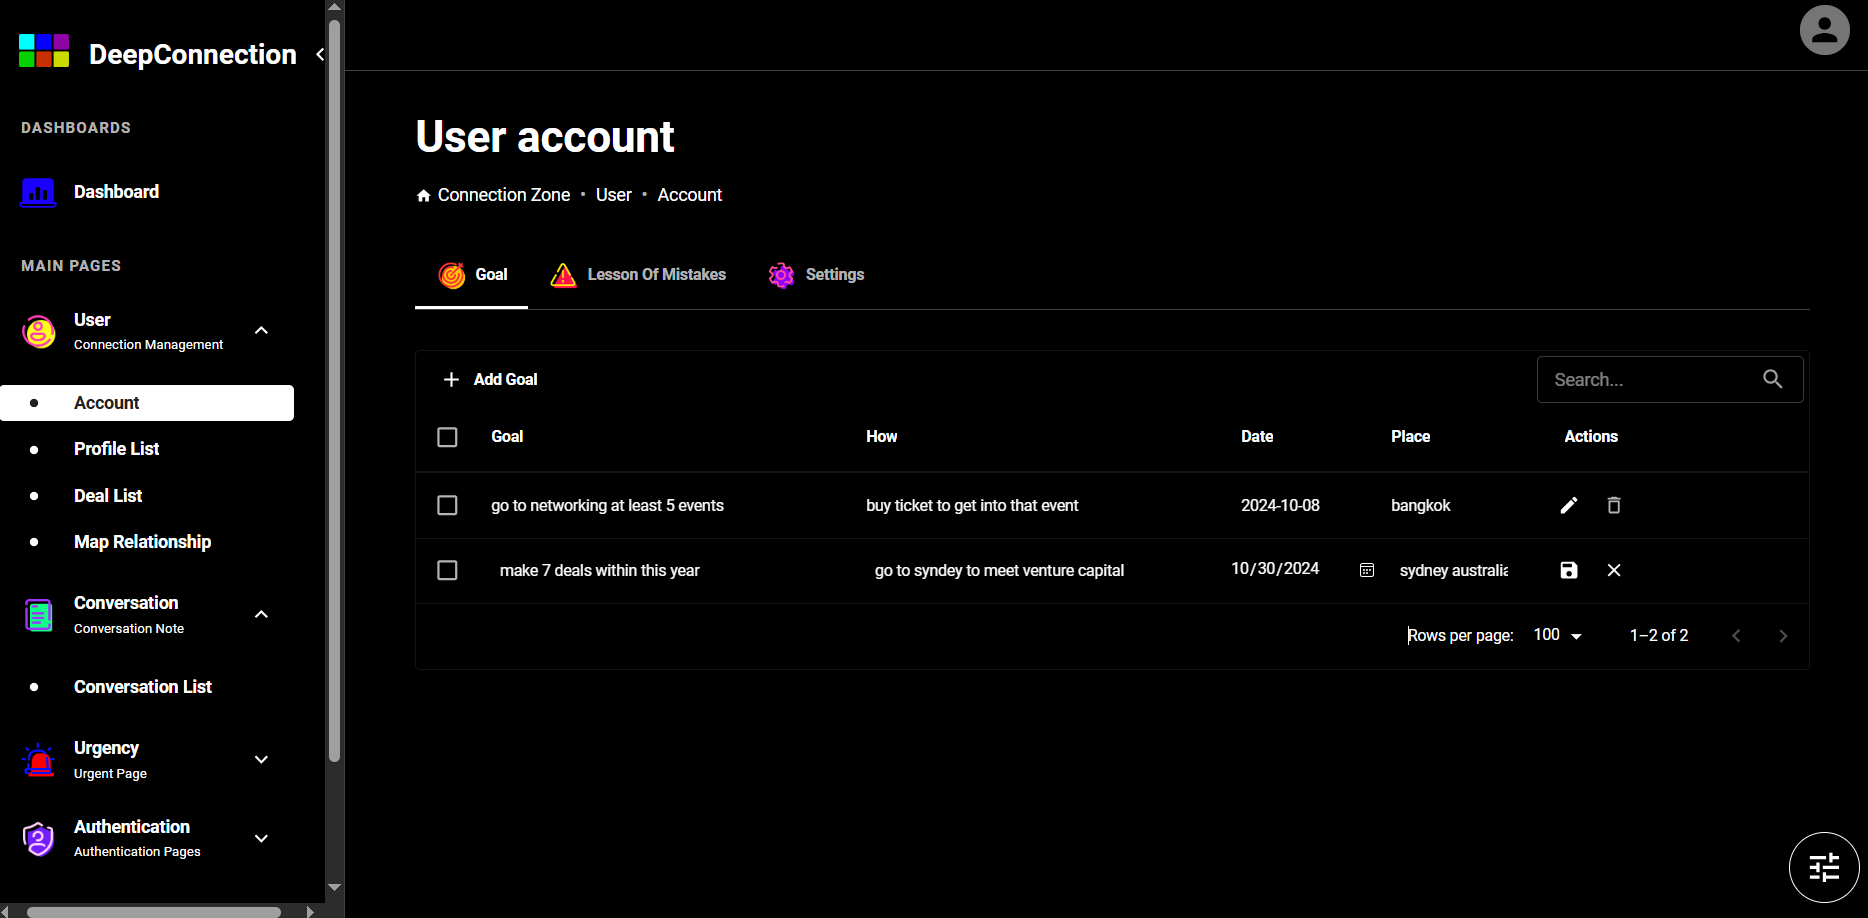 DeepConnection
DASHBOARDS
Dashboard
MAIN PAGES
User
Connection Management
Account
Profile List
Deal List
Map Relationship
Conversation
Conversation Note
Conversation List
Urgency
Urgent Page
Authentication
Authentication Pages
User account
Connection Zone • User • Account
Goal Lesson Of Mistakes Settings
Add Goal Search...
Goal How Date Place Actions
go to networking at least 5 events buy ticket to get into that event 2024-10-08 bangkok
make 7 deals within this year go to syndey to meet venture capital 10/30/2024 sydney australia
Rows per page: 100 1–2 of 2